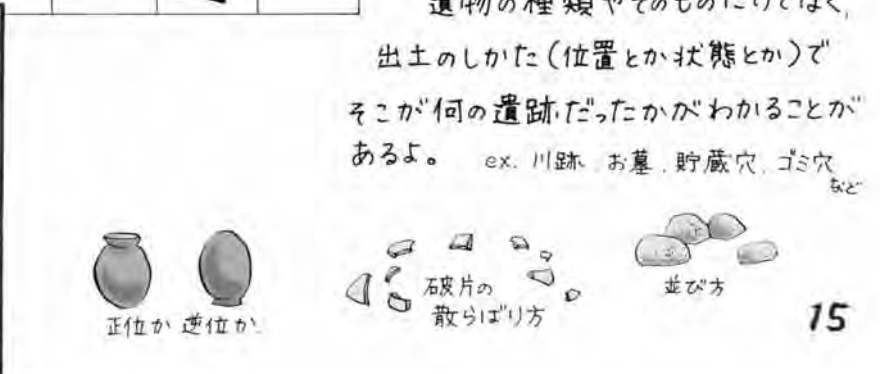 遺物の種類やそのものだけでなく、
出土のしかた(位置とか状態とか)で
そこが何の遺跡だったかがわかることが
あるよ。 ex. 川跡、お墓、貯蔵穴、ゴミ穴
など
正位か 逆位か
破片の
散らばり方
並び方
15